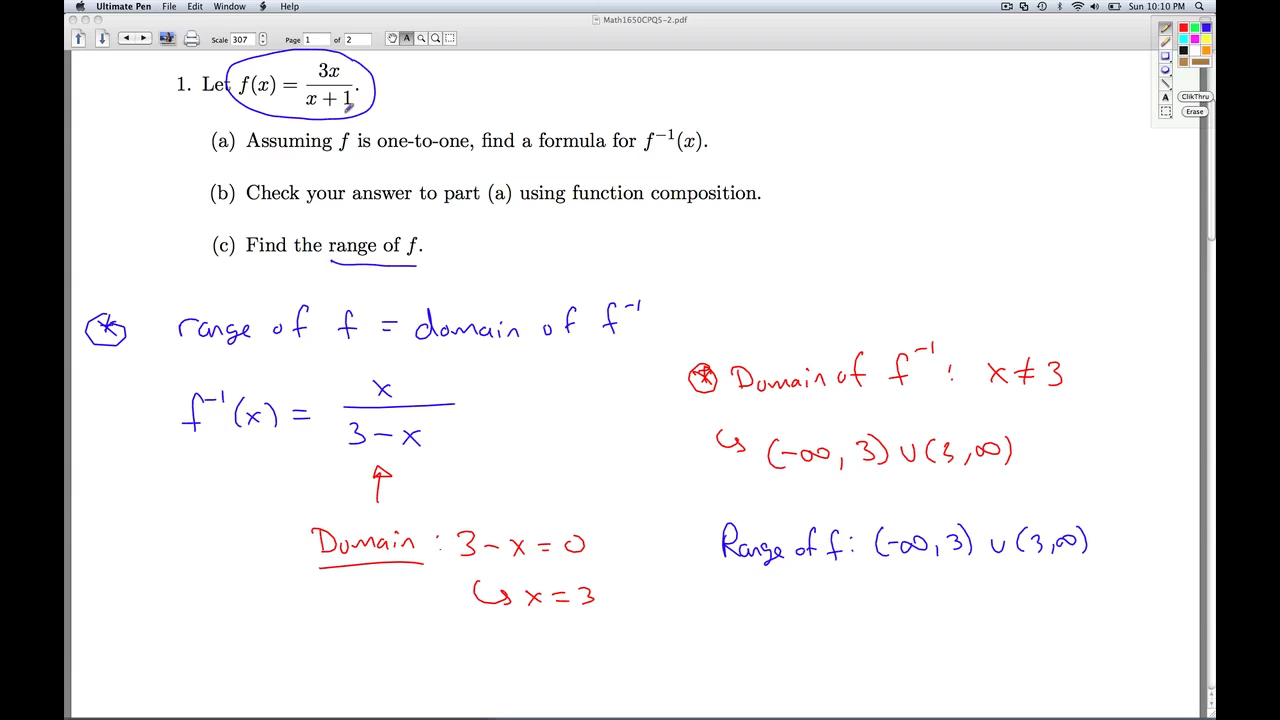 Ultimate Pen File Edit Window Help Sun 10:10 PM
Math1650CPQ5-2.pdf
Scale 307 Page 1 of 2
ClikThru
Erase
1. Let f(x) = 3x/(x + 1).
(a) Assuming f is one-to-one, find a formula for f⁻¹(x).
(b) Check your answer to part (a) using function composition.
(c) Find the range of f.
* range of f = domain of f⁻¹
* Domain of f⁻¹: x ≠ 3
f⁻¹(x) = x/(3 - x)
↪ (-∞, 3) ∪ (3, ∞)
Domain: 3 - x = 0
↪ x = 3
Range of f: (-∞, 3) ∪ (3, ∞)